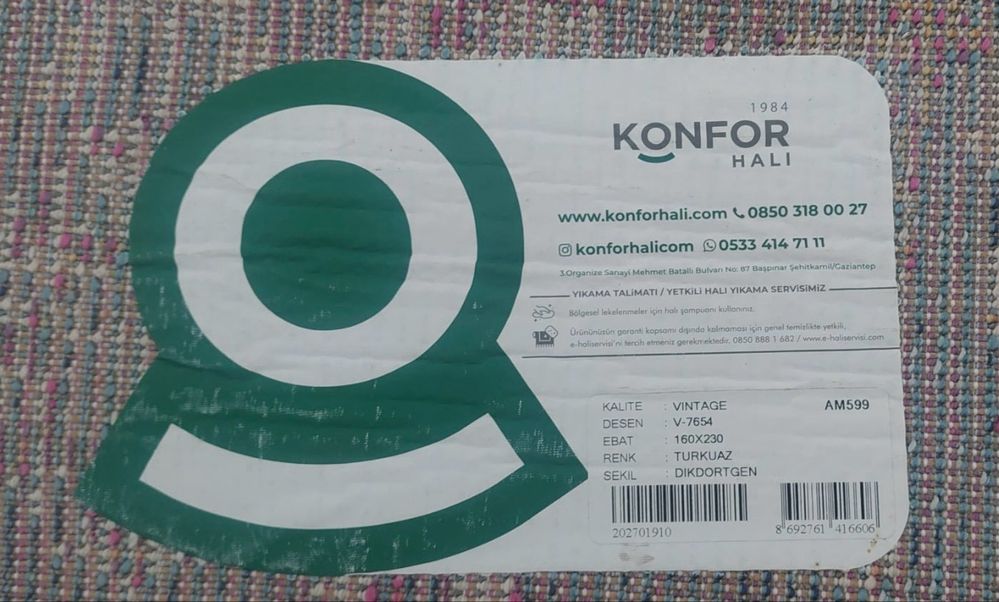 1984
KONFOR
HALI
www.konforhali.com 0850 318 00 27
konforhalicom 0533 414 71 11
3.Organize Sanayi Mehmet Batallı Bulvarı No: 87 Başpınar Şehitkamil/Gaziantep
YIKAMA TALİMATI / YETKİLİ HALI YIKAMA SERVİSİMİZ
Bölgesel lekelenmeler için halı şampuanı kullanınız.
Ürününüzün garanti kapsamı dışında kalmaması için genel temizlikte yetkili,
e-haliservisi'ni tercih etmeniz gerekmektedir. 0850 888 1 682 / www.e-haliservisi.com
KALITE : VINTAGE AM599
DESEN : V-7654
EBAT : 160X230
RENK : TURKUAZ
SEKIL : DIKDORTGEN
202701910 8 692761 416606